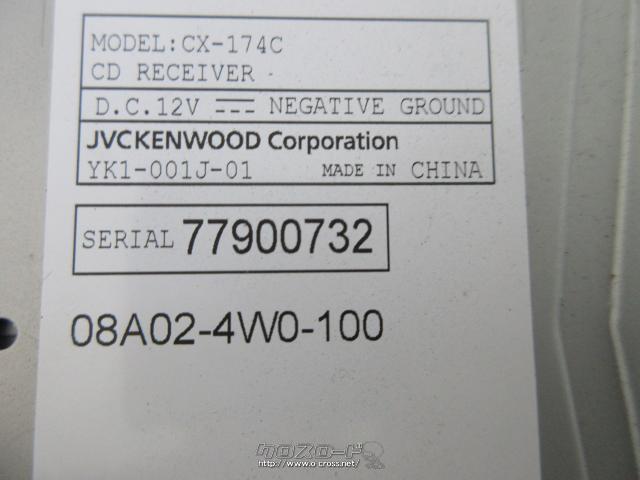 MODEL:CX-174C
CD RECEIVER
D.C.12V NEGATIVE GROUND
JVCKENWOOD Corporation
YK1-001J-01 MADE IN CHINA
SERIAL 77900732
08A02-4W0-100
クロスロード
http://www.o-cross.net/